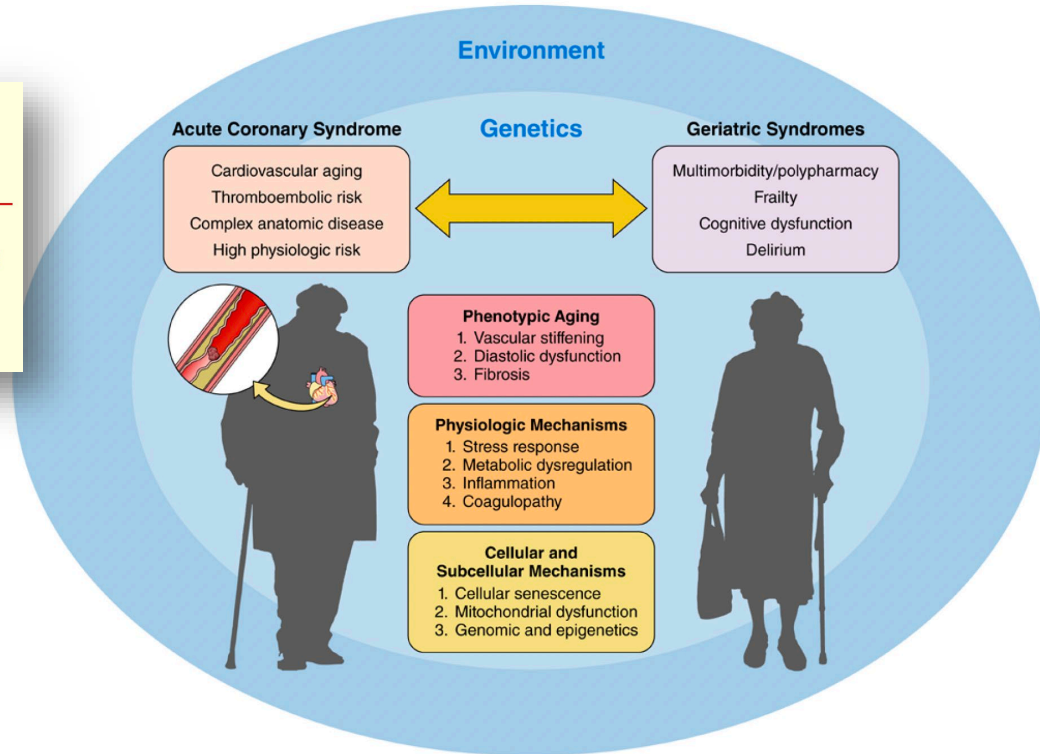 Environment
Genetics
Acute Coronary Syndrome
Cardiovascular aging
Thromboembolic risk
Complex anatomic disease
High physiologic risk
Geriatric Syndromes
Multimorbidity/polypharmacy
Frailty
Cognitive dysfunction
Delirium
Phenotypic Aging
1. Vascular stiffening
2. Diastolic dysfunction
3. Fibrosis
Physiologic Mechanisms
1. Stress response
2. Metabolic dysregulation
3. Inflammation
4. Coagulopathy
Cellular and
Subcellular Mechanisms
1. Cellular senescence
2. Mitochondrial dysfunction
3. Genomic and epigenetics